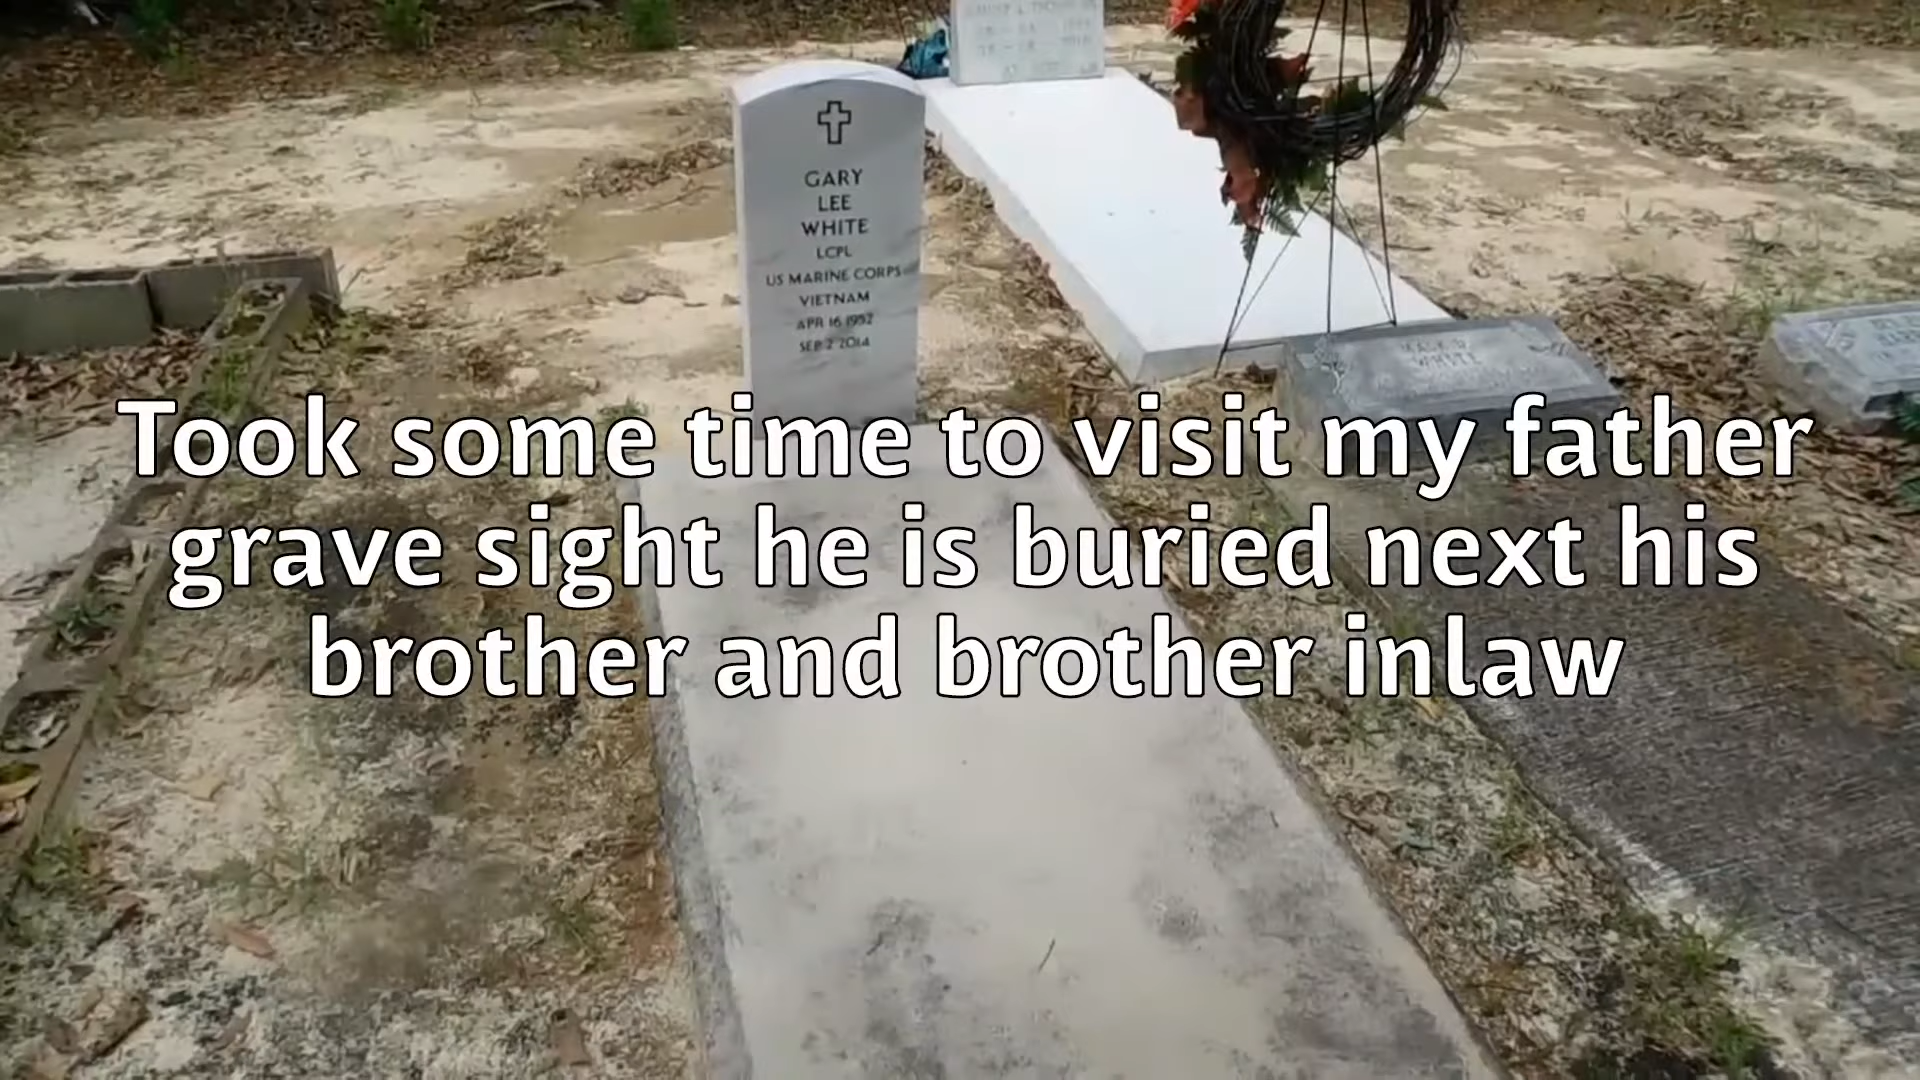 GARY
LEE
WHITE
LCPL
US MARINE CORPS
VIETNAM
APR 16 1952
SEP 2 2014
WHITE
Took some time to visit my father
grave sight he is buried next his
brother and brother inlaw